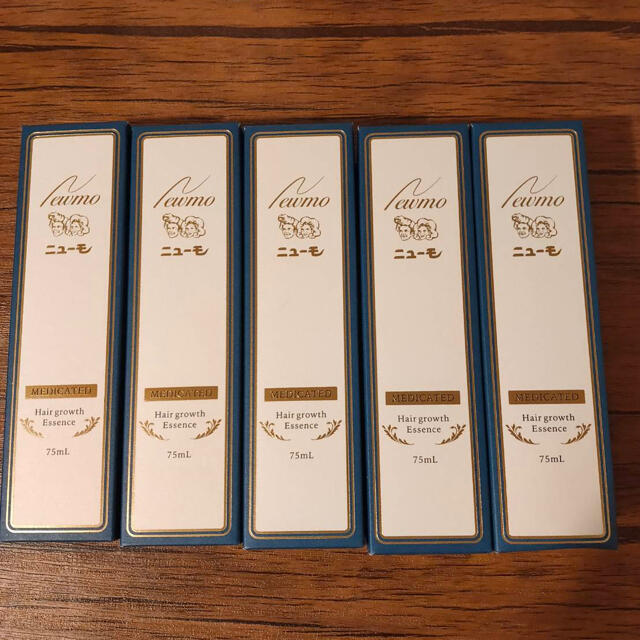 Newmo
ニューモ
MEDICATED
Hair growth
Essence
75mL
Newmo
ニューモ
MEDICATED
Hair growth
Essence
75mL
Newmo
ニューモ
MEDICATED
Hair growth
Essence
75mL
Newmo
ニューモ
MEDICATED
Hair growth
Essence
75mL
Newmo
ニューモ
MEDICATED
Hair growth
Essence
75mL